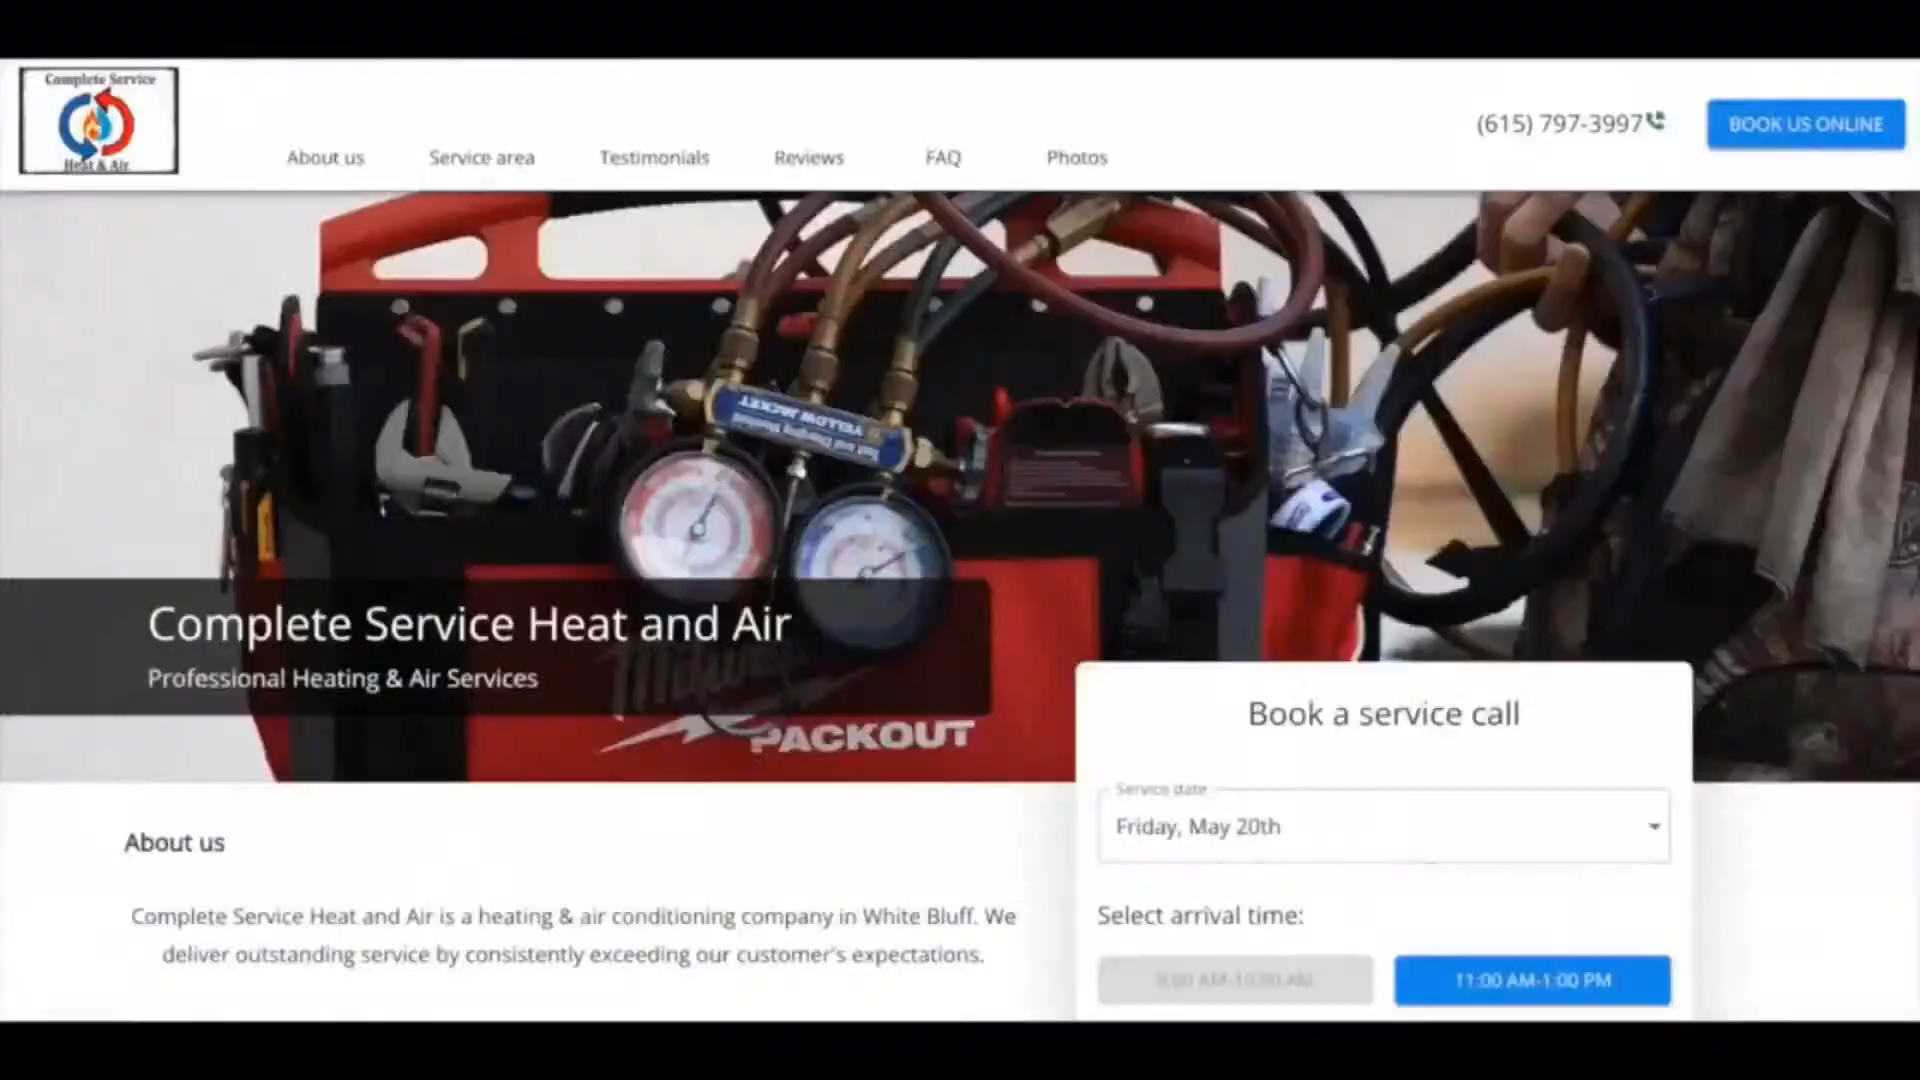 Complete Service
Heat & Air
About us
Service area
Testimonials
Reviews
FAQ
Photos
(615) 797-3997
BOOK US ONLINE
YELLOW JACKET
Complete Service Heat and Air
Professional Heating & Air Services
Milwaukee
PACKOUT
Book a service call
Service date
Friday, May 20th
About us
Complete Service Heat and Air is a heating & air conditioning company in White Bluff. We
deliver outstanding service by consistently exceeding our customer's expectations.
Select arrival time:
11:00 AM-1:00 PM